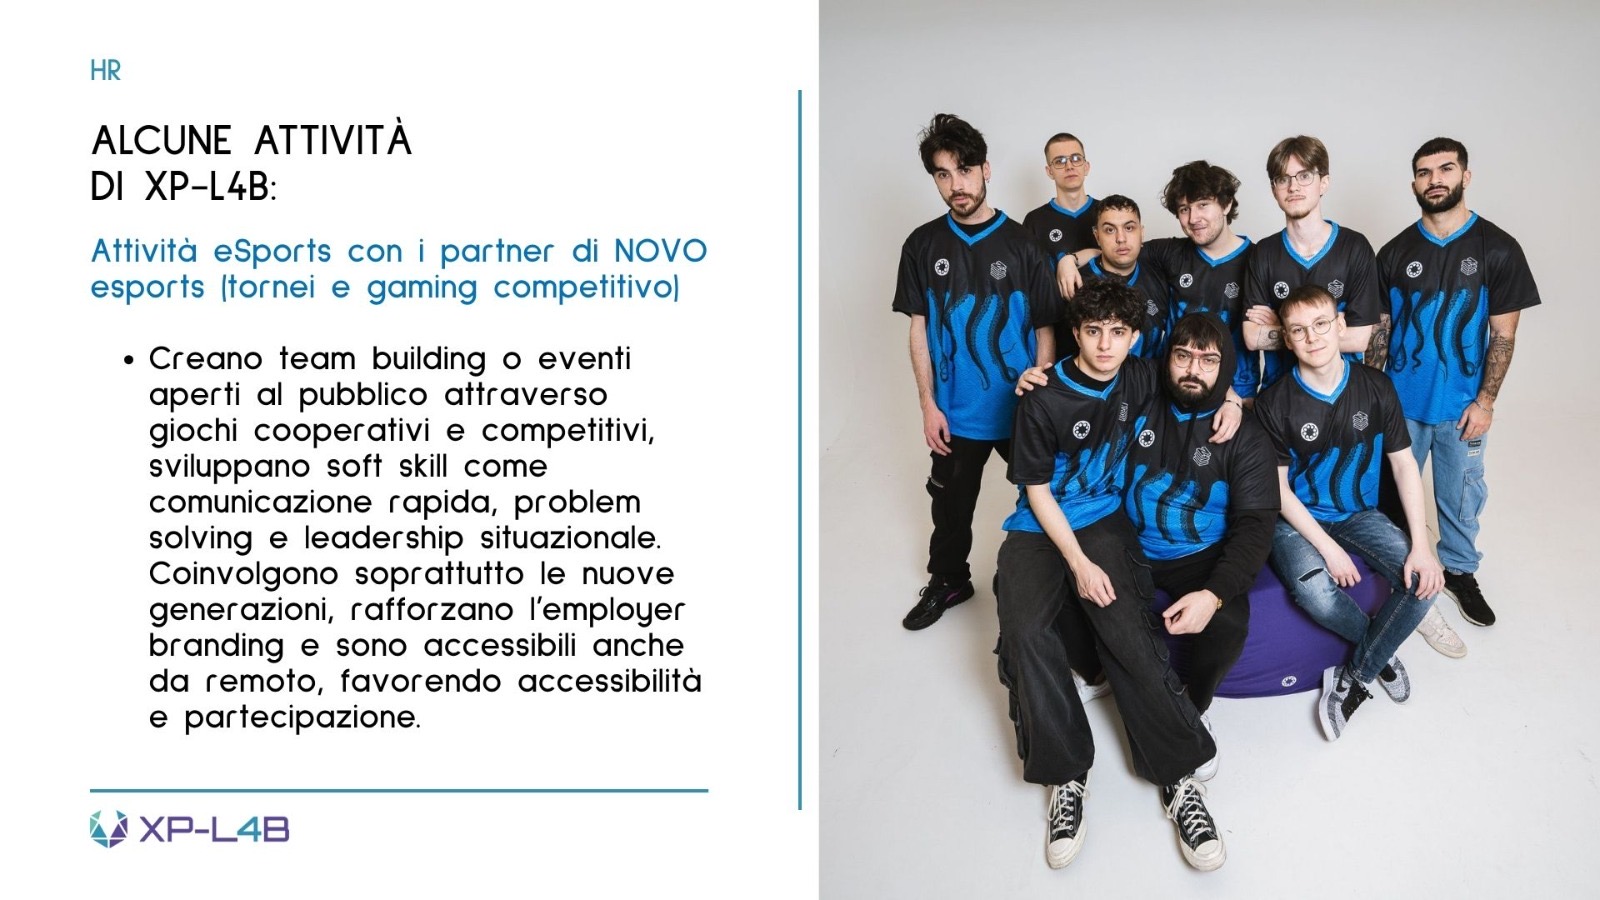 HR
ALCUNE ATTIVITÀ
DI XP-L4B:
Attività eSports con i partner di NOVO
esports (tornei e gaming competitivo)
• Creano team building o eventi
aperti al pubblico attraverso
giochi cooperativi e competitivi,
sviluppano soft skill come
comunicazione rapida, problem
solving e leadership situazionale.
Coinvolgono soprattutto le nuove
generazioni, rafforzano l'employer
branding e sono accessibili anche
da remoto, favorendo accessibilità
e partecipazione.
XP-L4B